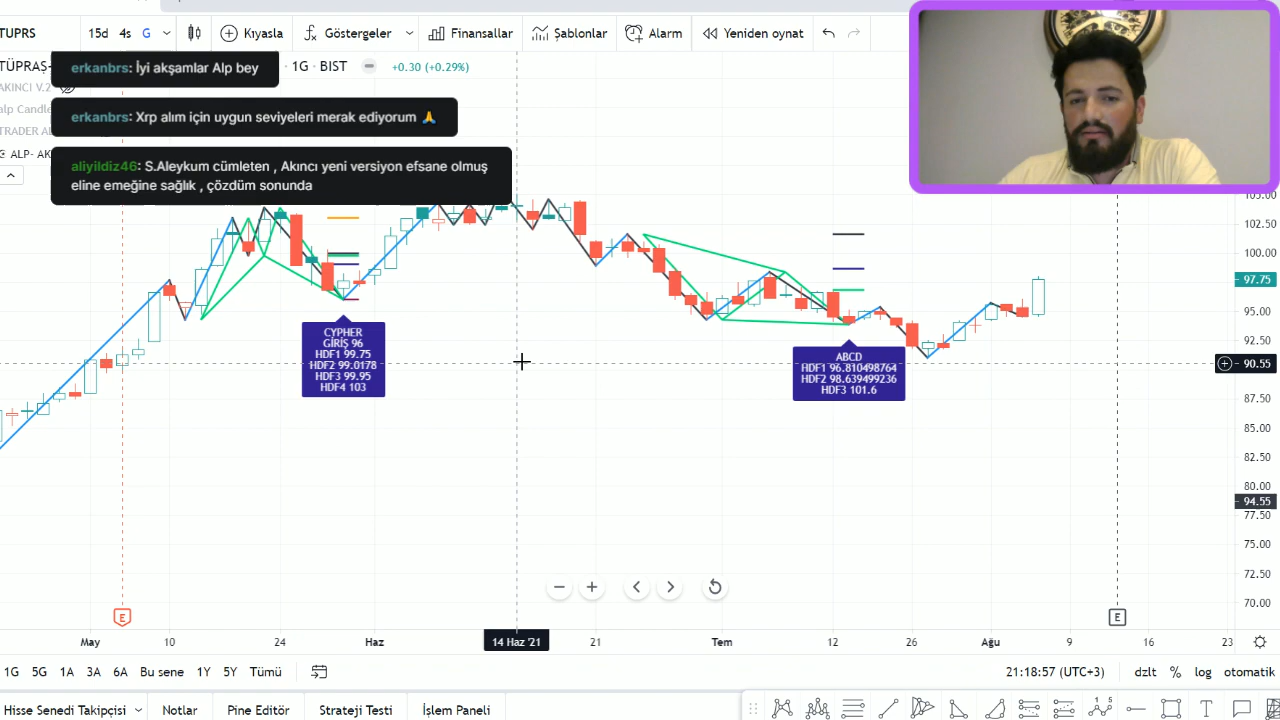 TUPRS 15d 4s G Kıyasla Göstergeler Finansallar Şablonlar Alarm Yeniden oynat
TÜPRAŞ- · 1G · BIST +0.30 (+0.29%)
erkanbrs: İyi akşamlar Alp bey
AKINCI V.2
alp Candle
erkanbrs: Xrp alım için uygun seviyeleri merak ediyorum 🙏
TRADER AL
ALP- AK
aliyildiz46: S.Aleykum cümleten , Akıncı yeni versiyon efsane olmuş
eline emeğine sağlık , çözdüm sonunda
105.00
102.50
100.00
97.75
95.00
92.50
90.55
87.50
85.00
82.50
80.00
94.55
77.50
75.00
72.50
70.00
CYPHER
GİRİŞ 96
HDF1 99.75
HDF2 99.0178
HDF3 99.95
HDF4 103
ABCD
HDF1 96.810498764
HDF2 98.639499236
HDF3 101.6
E E
May 10 24 Haz 14 Haz '21 21 Tem 12 26 Ağu 9 16 23
1G 5G 1A 3A 6A Bu sene 1Y 5Y Tümü 21:18:57 (UTC+3) dzlt % log otomatik
Hisse Senedi Takipçisi Notlar Pine Editör Strateji Testi İşlem Paneli